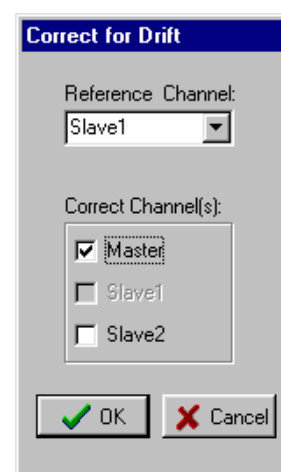 Correct for Drift
Reference Channel:
Slave1
Correct Channel(s):
Master
Slave1
Slave2
OK
Cancel